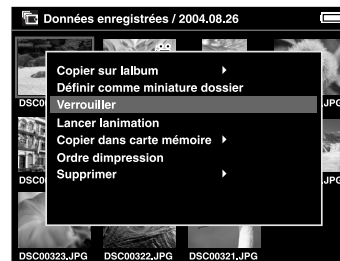 Données enregistrées / 2004.08.26
Copier sur lalbum
Définir comme miniature dossier
DSC00
Verrouiller
JPG
Lancer lanimation
Copier dans carte mémoire
Ordre dimpression
DSC0
Supprimer
JPG
DSC00323.JPG DSC00322.JPG DSC00321.JPG